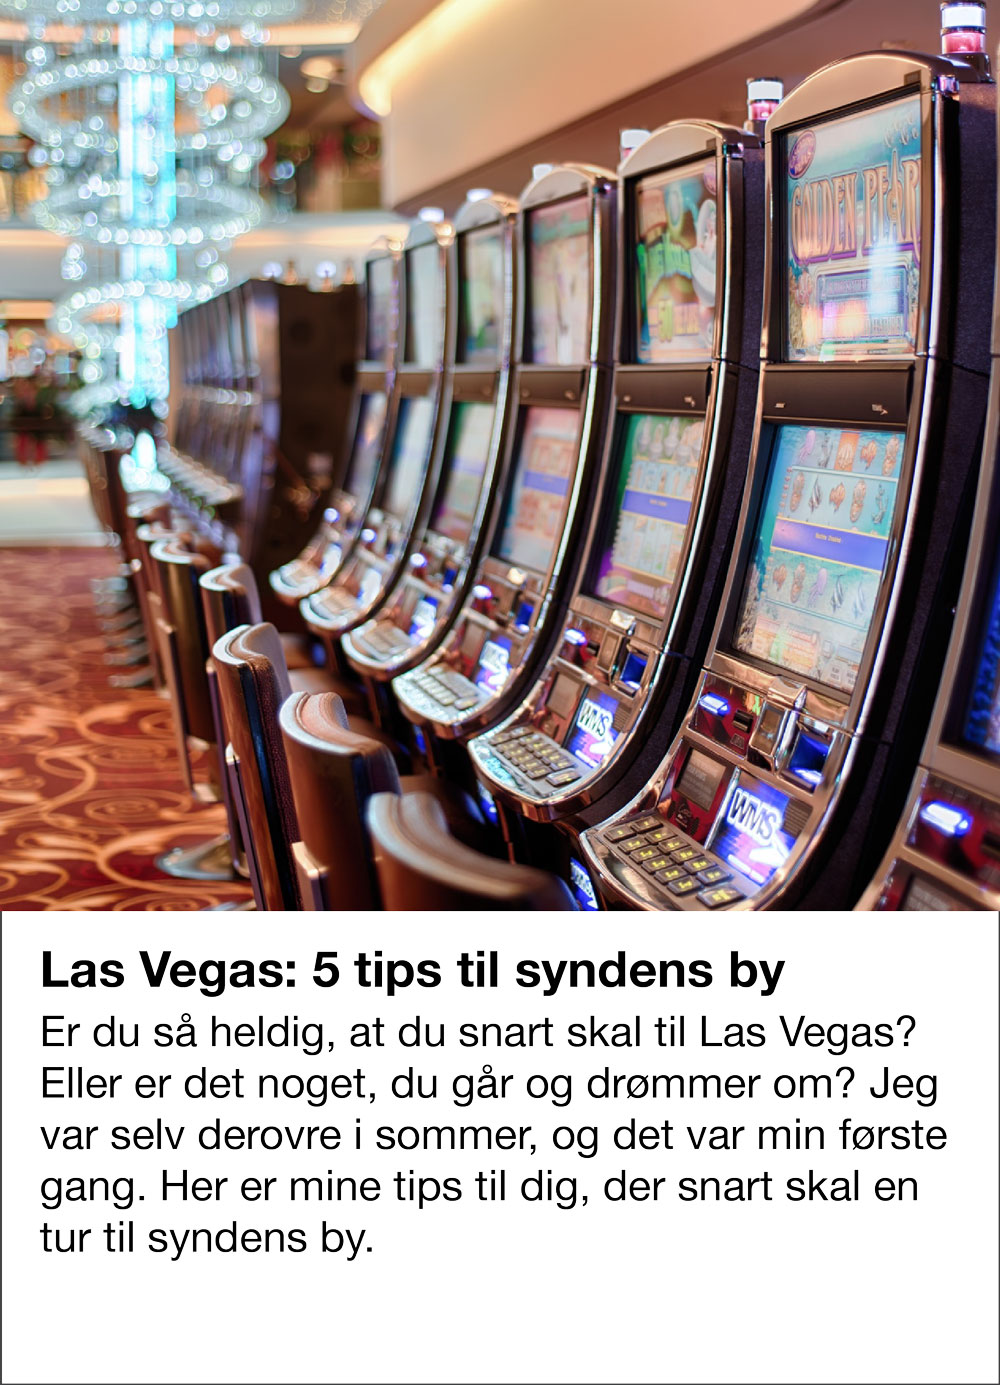 GOLDEN PEARL
WMS
WMS
Las Vegas: 5 tips til syndens by
Er du så heldig, at du snart skal til Las Vegas?
Eller er det noget, du går og drømmer om? Jeg
var selv derovre i sommer, og det var min første
gang. Her er mine tips til dig, der snart skal en
tur til syndens by.